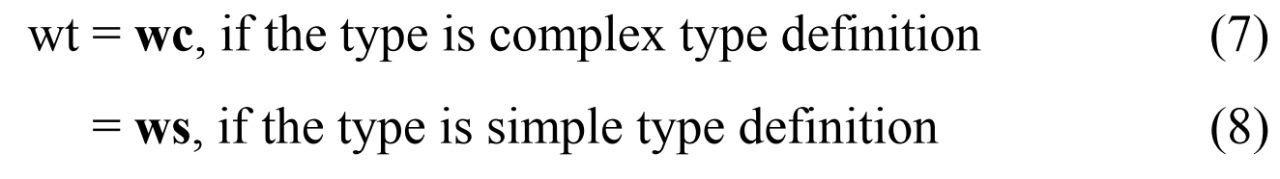 wt = wc, if the type is complex type definition (7)
= ws, if the type is simple type definition (8)